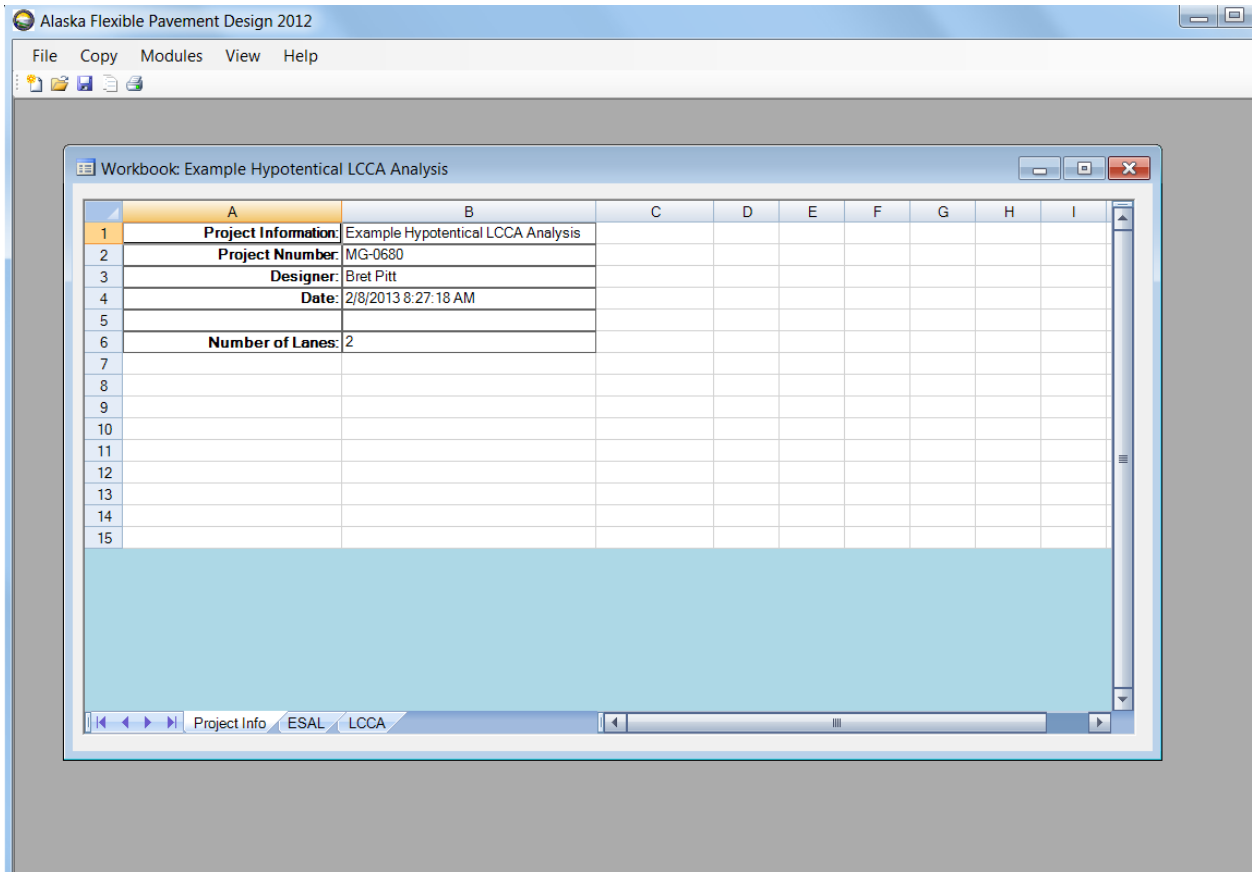 Alaska Flexible Pavement Design 2012
File Copy Modules View Help
Workbook: Example Hypotentical LCCA Analysis
A B C D E F G H I
1 Project Information: Example Hypotentical LCCA Analysis
2 Project Nnumber: MG-0680
3 Designer: Bret Pitt
4 Date: 2/8/2013 8:27:18 AM
5
6 Number of Lanes: 2
7
8
9
10
11
12
13
14
15
Project Info ESAL LCCA